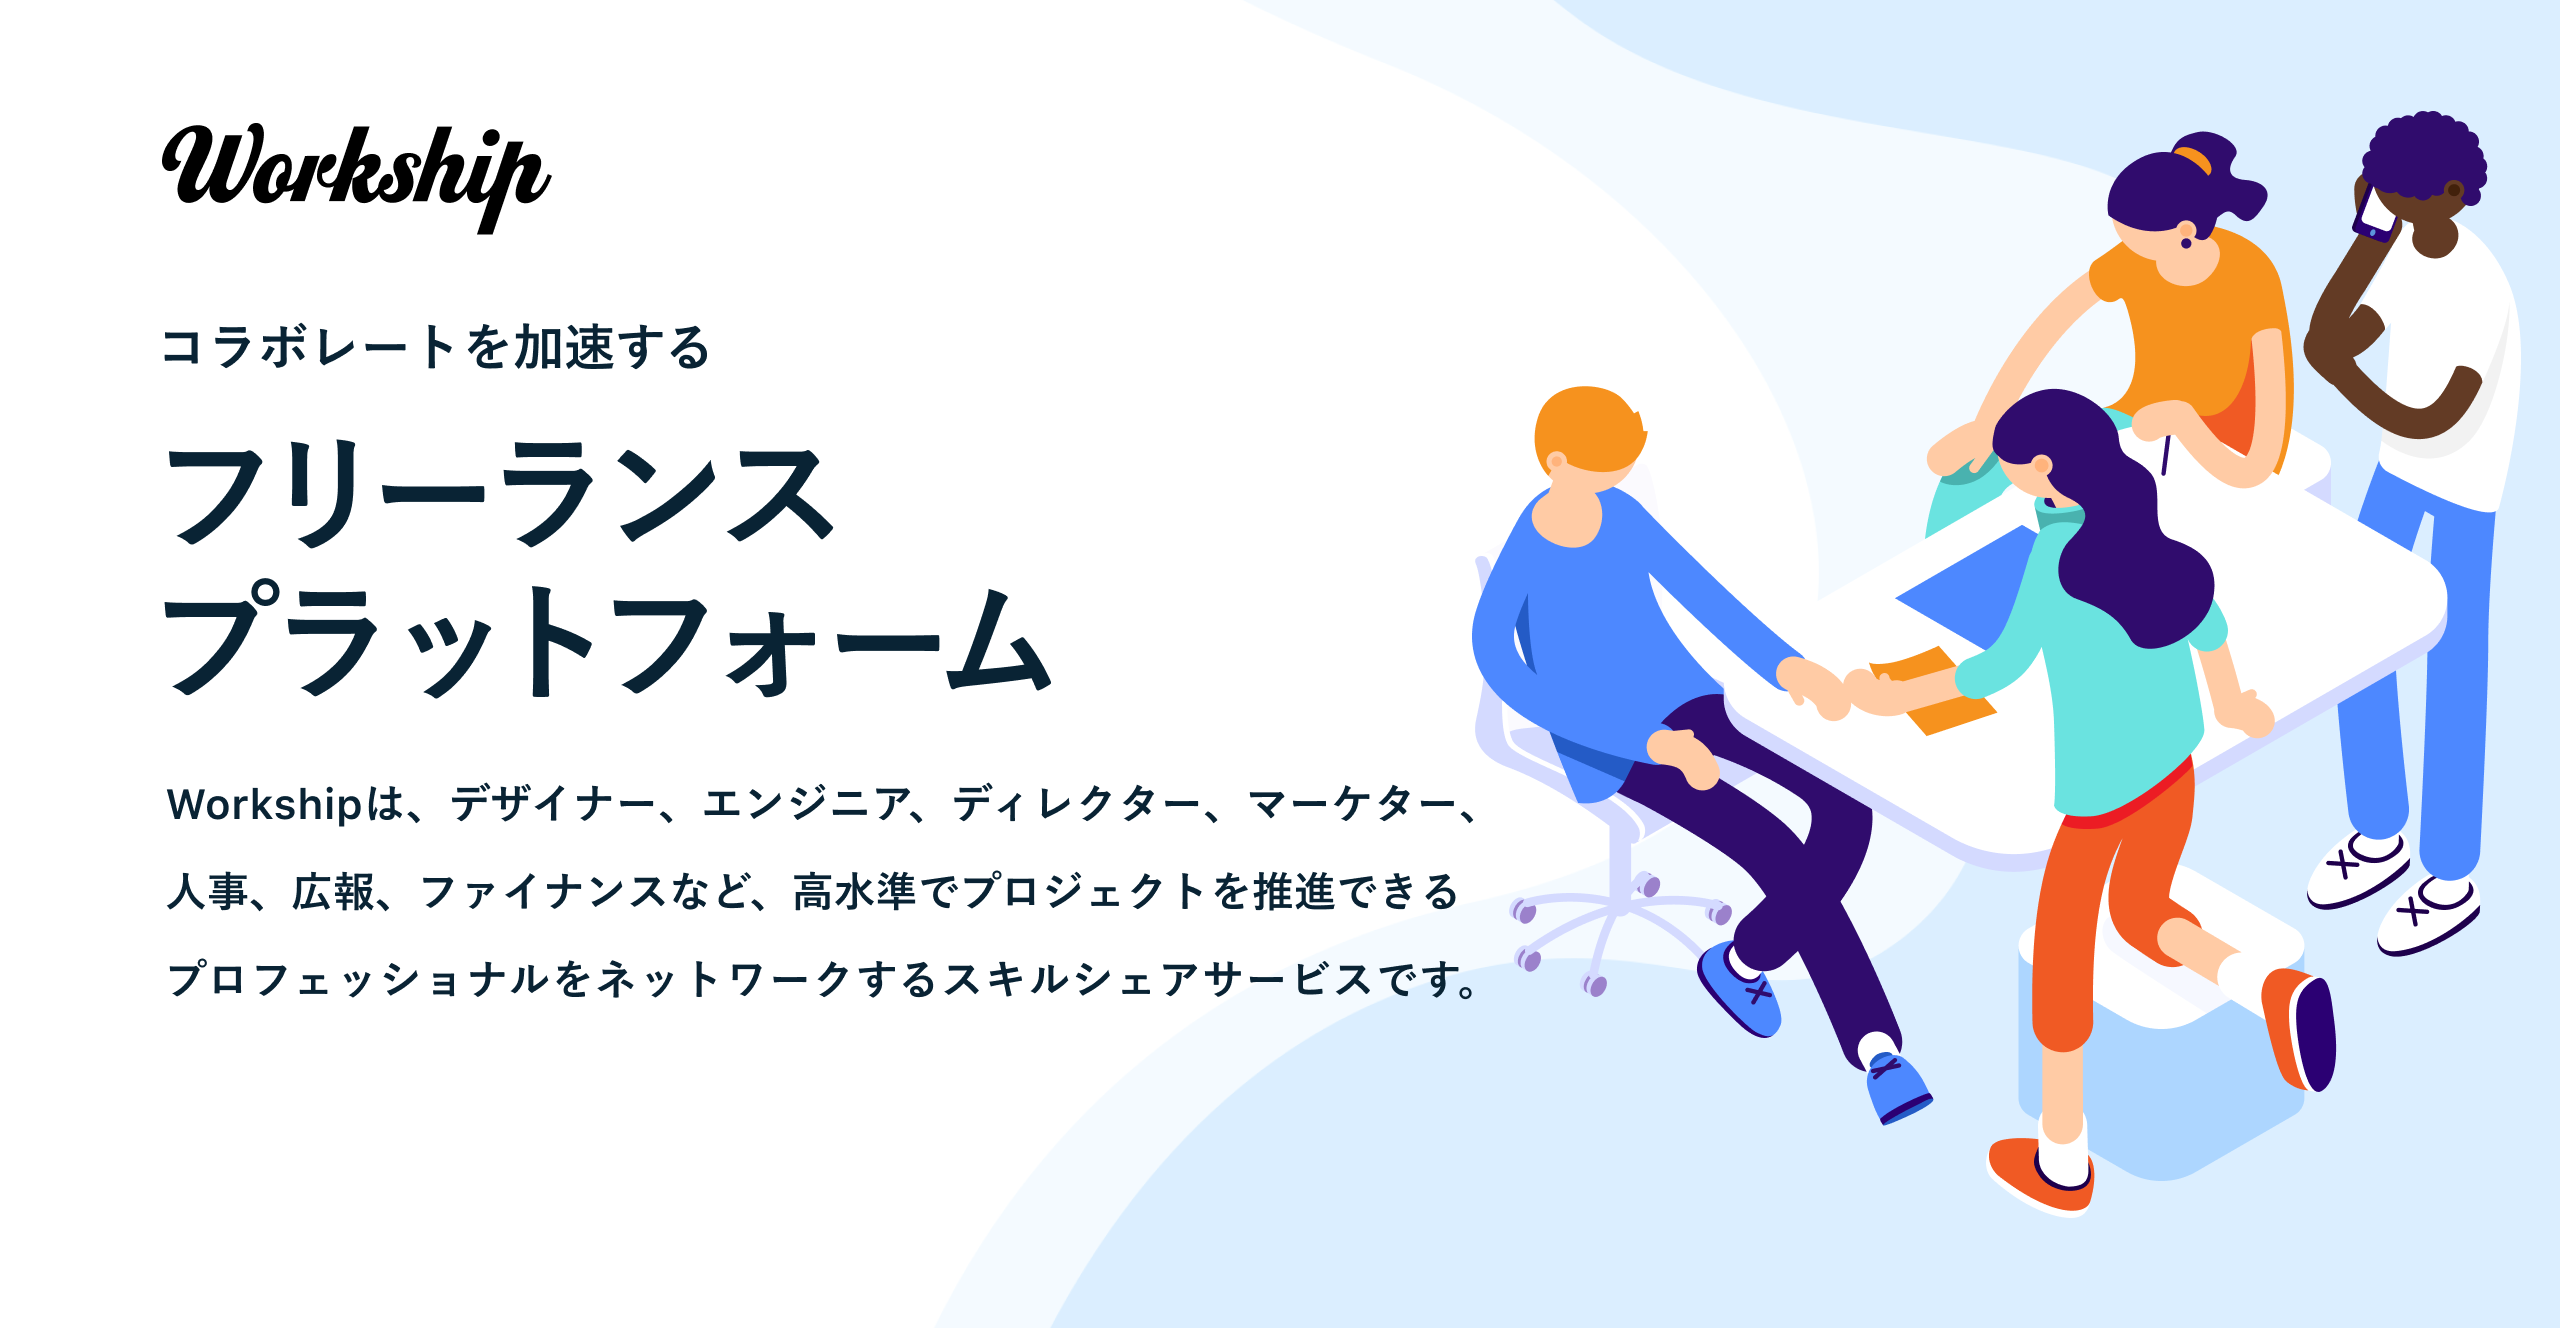 Workship
コラボレートを加速する
フリーランス
プラットフォーム
Workshipは、デザイナー、エンジニア、ディレクター、マーケター、
人事、広報、ファイナンスなど、高水準でプロジェクトを推進できる
プロフェッショナルをネットワークするスキルシェアサービスです。